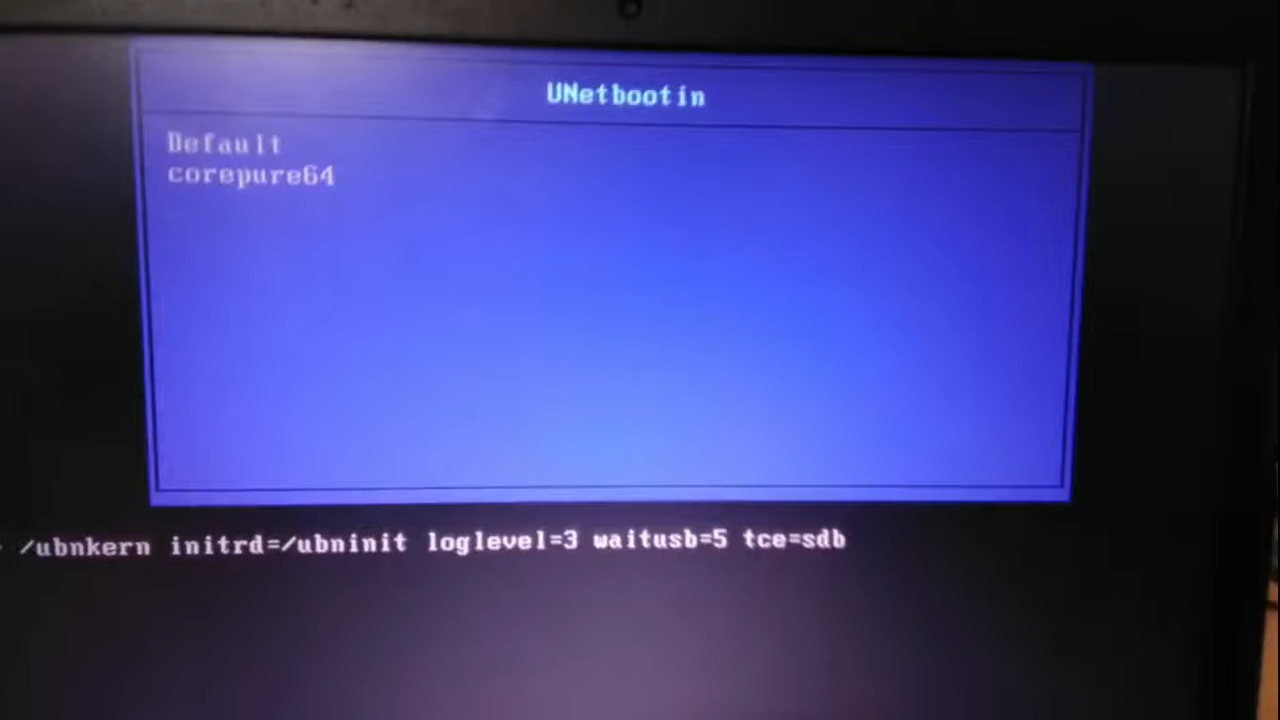 UNetbootin
Default
corepure64
/ubnkern initrd=/ubninit loglevel=3 waitusb=5 tce=sdb